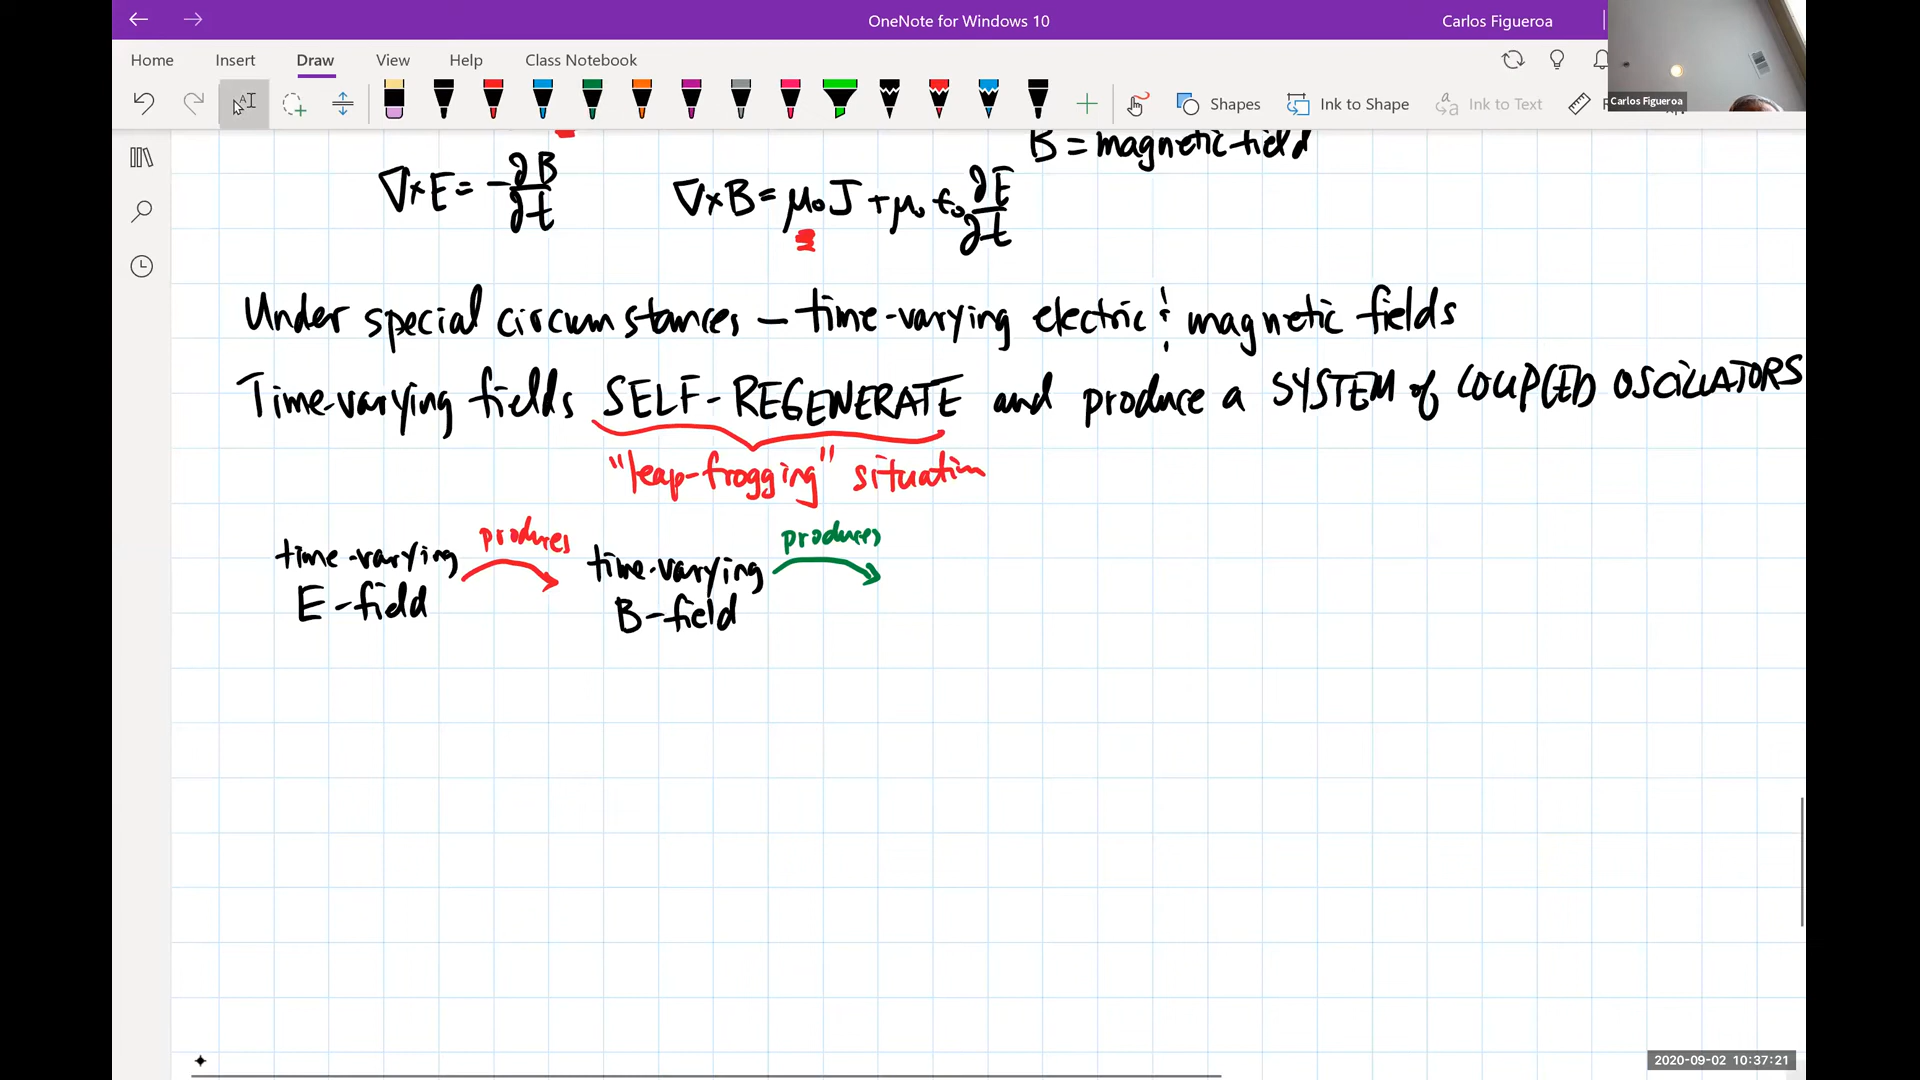 OneNote for Windows 10
Carlos Figueroa
Home Insert Draw View Help Class Notebook
Shapes Ink to Shape Ink to Text
Carlos Figueroa
B = magnetic field
∇×E = -∂B/∂t
∇×B = μ₀J + μ₀ε₀ ∂E/∂t
Under special circumstances – time-varying electric & magnetic fields
Time-varying fields SELF-REGENERATE and produce a SYSTEM of COUPLED OSCILLATORS
"leap-frogging" situation
time-varying produces time-varying produces
E-field B-field
2020-09-02 10:37:21